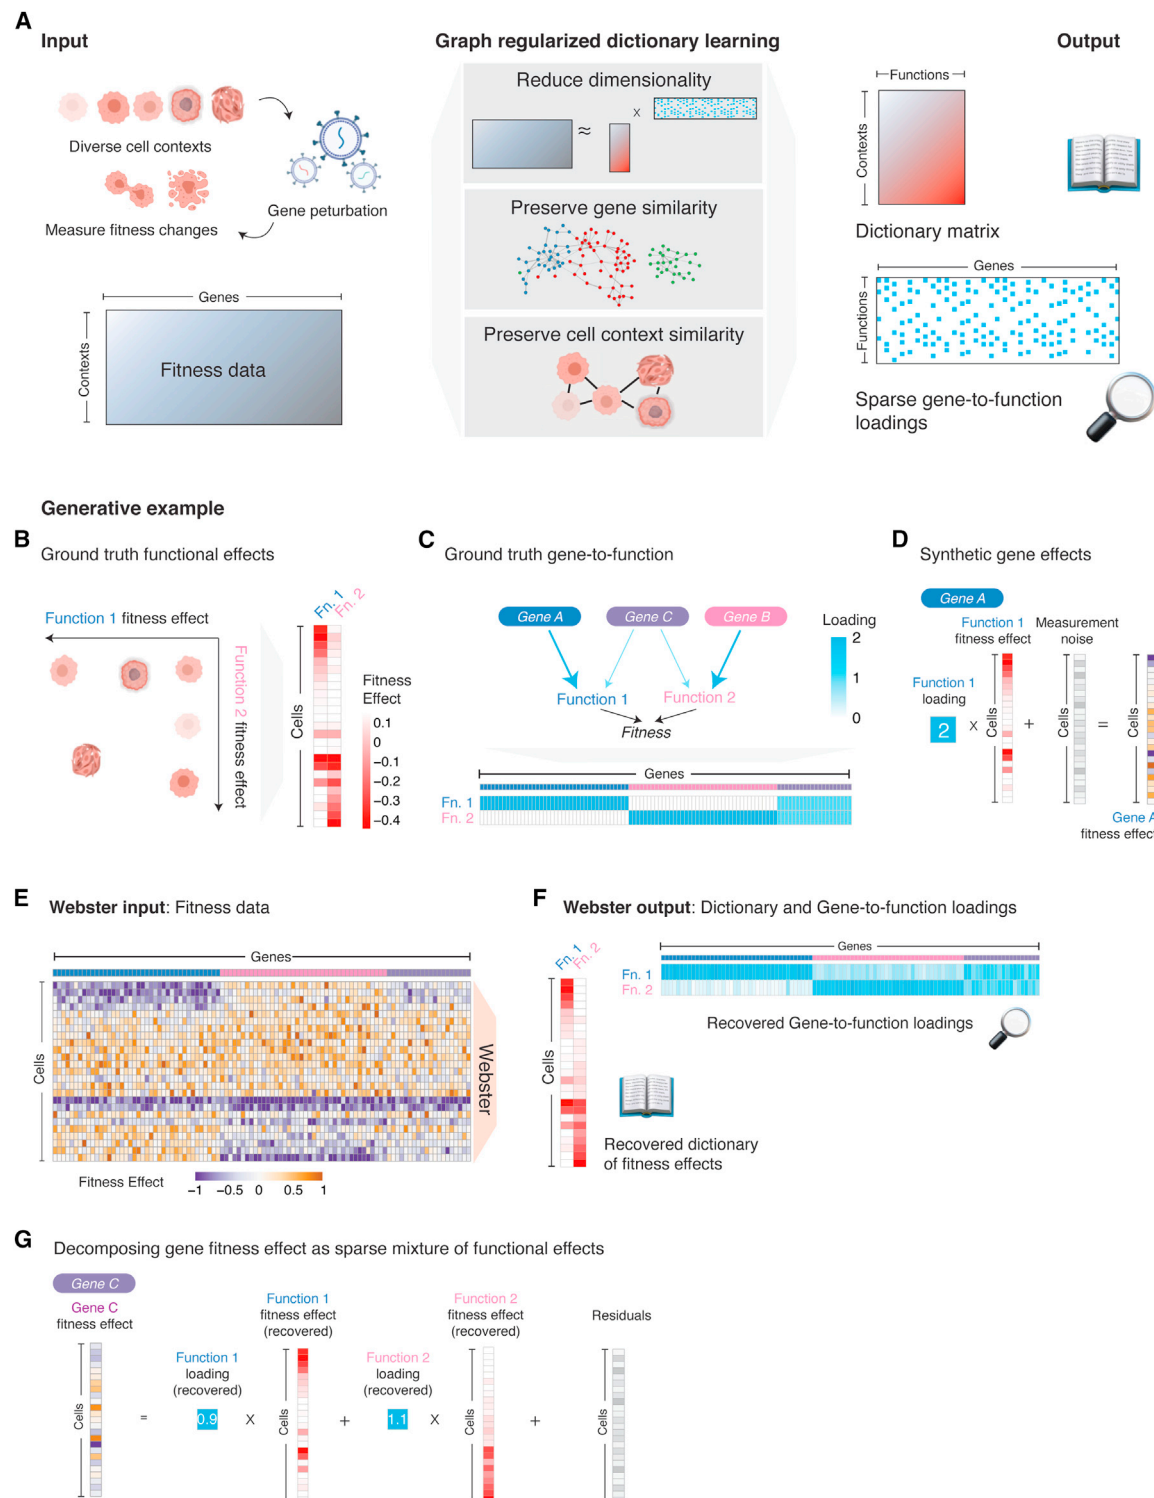 A
Input
Graph regularized dictionary learning
Output
Diverse cell contexts
Gene peturbation
Measure fitness changes
Genes
Contexts
Fitness data
Reduce dimensionality
≈
x
Preserve gene similarity
Preserve cell context similarity
Functions
Contexts
Dictionary matrix
Genes
Functions
Sparse gene-to-function
loadings
Generative example
B
Ground truth functional effects
Function 1 fitness effect
Function 2 fitness effect
Fn. 1
Fn. 2
Cells
Fitness
Effect
0.1
0
−0.1
−0.2
−0.3
−0.4
C
Ground truth gene-to-function
Gene A
Gene C
Gene B
Function 1
Function 2
Fitness
Loading
2
1
0
Genes
Fn. 1
Fn. 2
D
Synthetic gene effects
Gene A
Function 1
fitness effect
Measurement
noise
Function 1
loading
2
x
Cells
+
Cells
=
Cells
Gene A
fitness effect
E
Webster input: Fitness data
Genes
Cells
Webster
Fitness Effect
−1
−0.5
0
0.5
1
F
Webster output: Dictionary and Gene-to-function loadings
Fn. 1
Fn. 2
Cells
Genes
Fn. 1
Fn. 2
Recovered Gene-to-function loadings
Recovered dictionary
of fitness effects
G
Decomposing gene fitness effect as sparse mixture of functional effects
Gene C
Gene C
fitness effect
Cells
=
Function 1
loading
(recovered)
0.9
X
Function 1
fitness effect
(recovered)
Cells
+
Function 2
loading
(recovered)
1.1
X
Function 2
fitness effect
(recovered)
Cells
+
Residuals
Cells